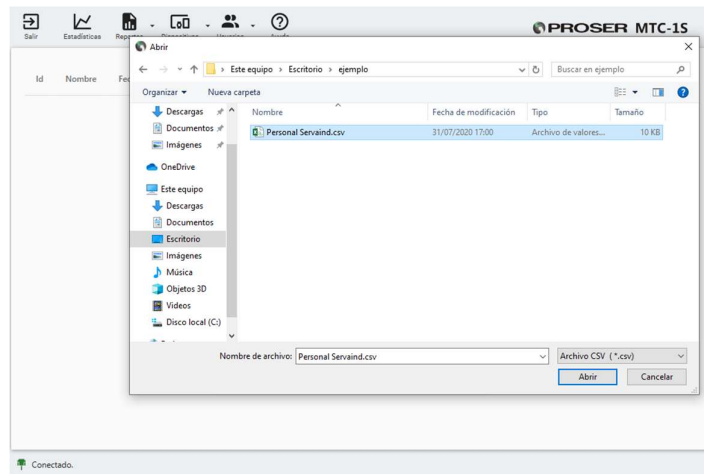 PROSER MTC-1S
Salir Estadísticas
Abrir
Este equipo > Escritorio > ejemplo
Buscar en ejemplo
Organizar Nueva carpeta
Id Nombre
Descargas
Nombre Fecha de modificación Tipo Tamaño
Documentos
Personal Servaind.csv 31/07/2020 17:00 Archivo de valores... 10 KB
Imágenes
OneDrive
Este equipo
Descargas
Documentos
Escritorio
Imágenes
Música
Objetos 3D
Videos
Disco local (C:)
Nombre de archivo: Personal Servaind.csv Archivo CSV (*.csv)
Abrir Cancelar
Conectado.